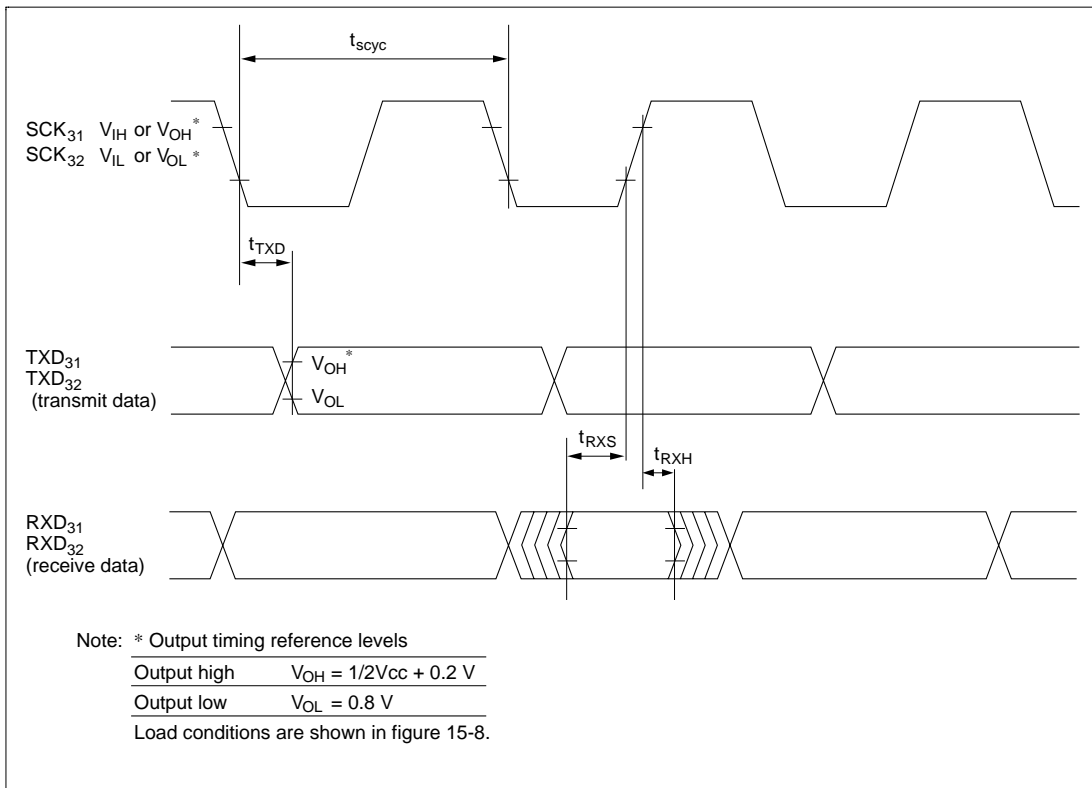 tscyc
SCK31 VIH or VOH*
SCK32 VIL or VOL *
tTXD
TXD31
TXD32
(transmit data)
VOH*
VOL
tRXS
tRXH
RXD31
RXD32
(receive data)
Note: * Output timing reference levels
Output high VOH = 1/2Vcc + 0.2 V
Output low VOL = 0.8 V
Load conditions are shown in figure 15-8.